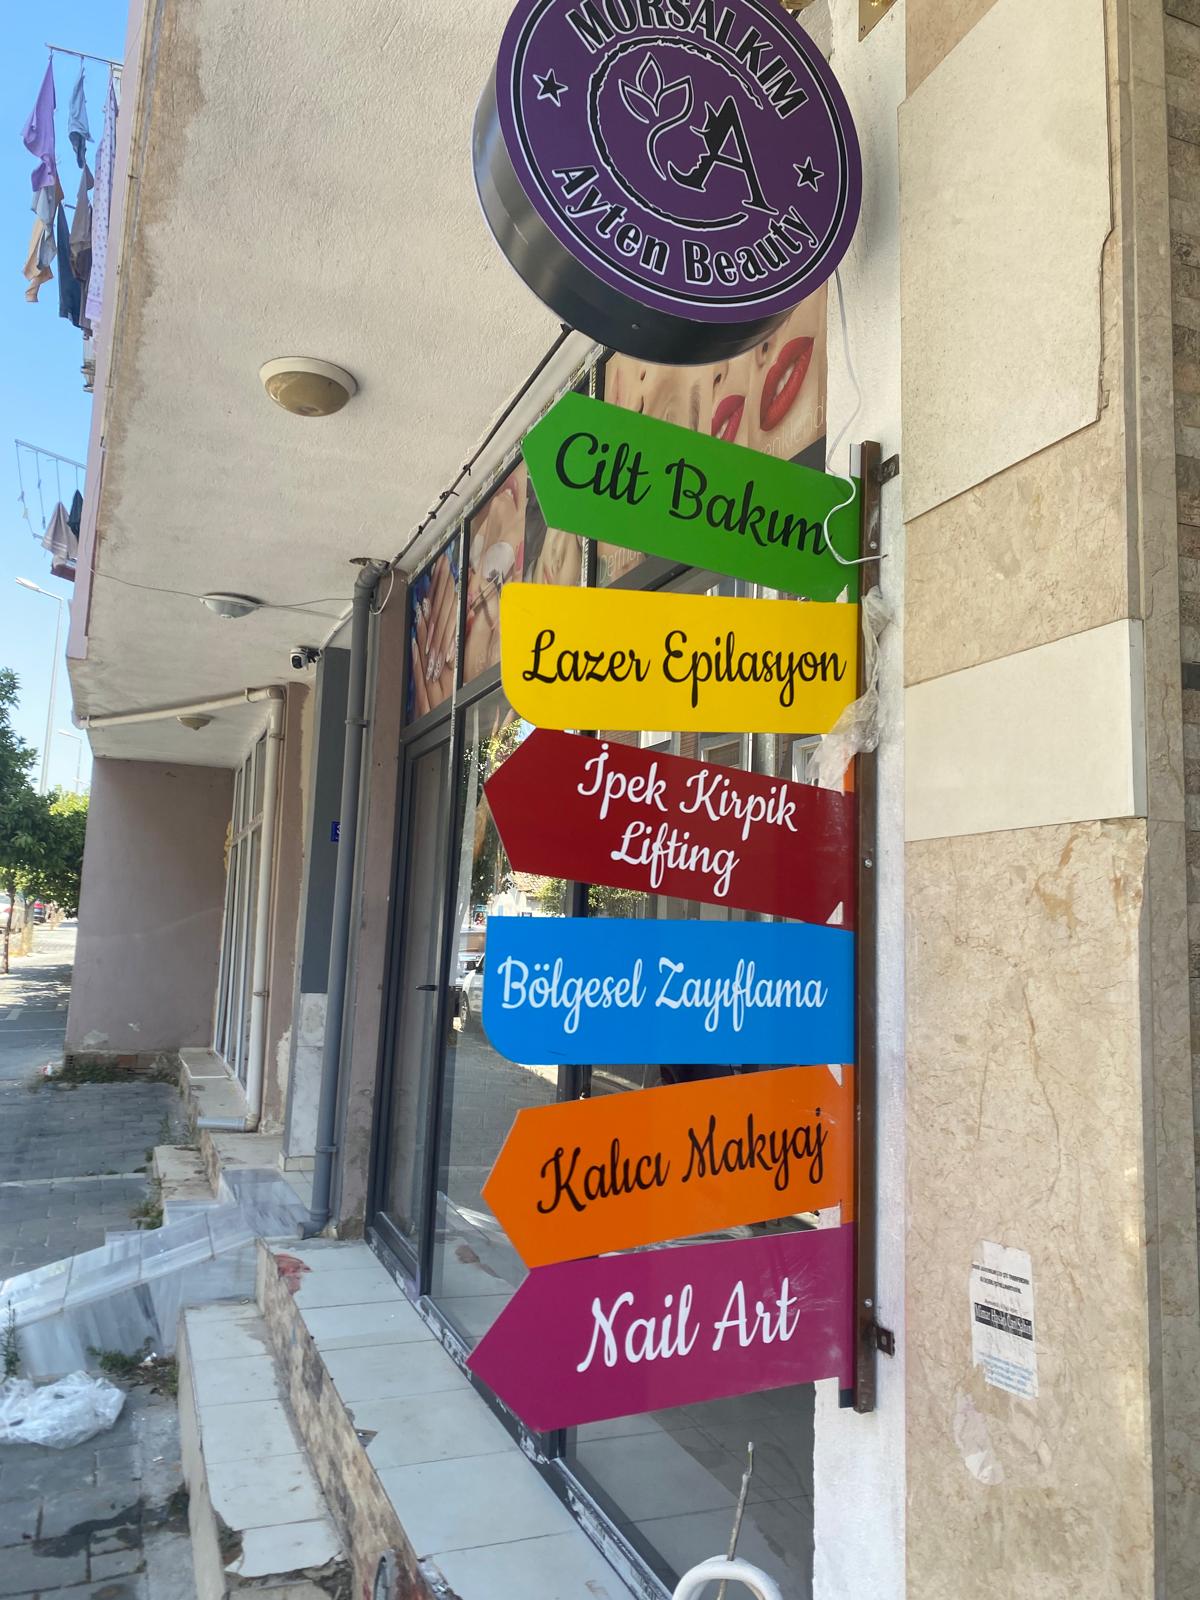 MORSALKIM
A
Ayten Beauty
Cilt Bakım
Lazer Epilasyon
İpek Kirpik
Lifting
Bölgesel Zayıflama
Kalıcı Makyaj
Nail Art